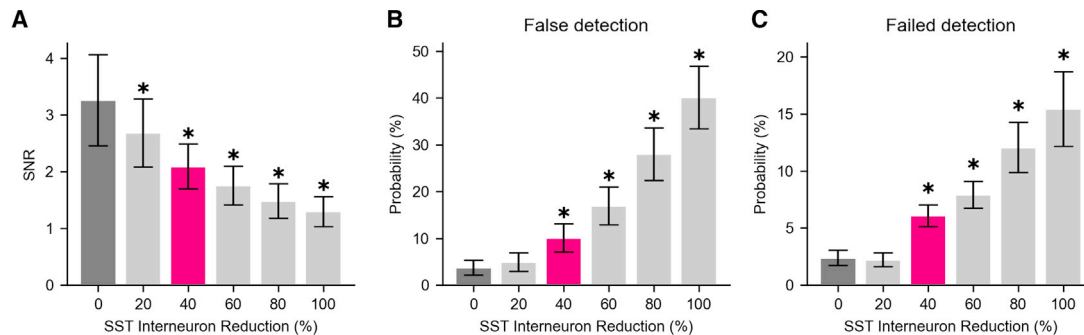 A
SNR
4
3
2
1
0
*
*
*
*
*
0 20 40 60 80 100
SST Interneuron Reduction (%)
B
False detection
Probability (%)
50
40
30
20
10
0
*
*
*
*
0 20 40 60 80 100
SST Interneuron Reduction (%)
C
Failed detection
Probability (%)
20
15
10
5
0
*
*
*
*
0 20 40 60 80 100
SST Interneuron Reduction (%)